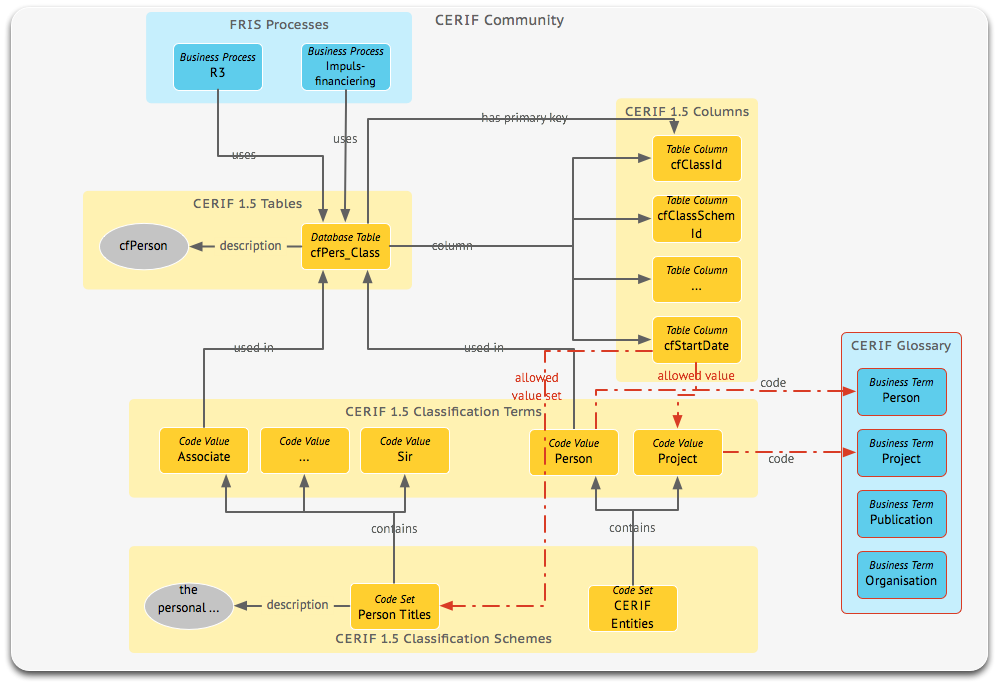 CERIF Community
FRIS Processes
Business Process
R3
Business Process
Impuls-
financiering
has primary key
uses
uses
CERIF 1.5 Columns
Table Column
cfClassId
Table Column
cfClassSchem
Id
Table Column
...
Table Column
cfStartDate
CERIF 1.5 Tables
cfPerson
description
Database Table
cfPers_Class
column
used in
used in
allowed
value set
allowed value
code
code
CERIF Glossary
Business Term
Person
Business Term
Project
Business Term
Publication
Business Term
Organisation
CERIF 1.5 Classification Terms
Code Value
Associate
Code Value
...
Code Value
Sir
Code Value
Person
Code Value
Project
contains
contains
the
personal ...
description
Code Set
Person Titles
Code Set
CERIF
Entities
CERIF 1.5 Classification Schemes